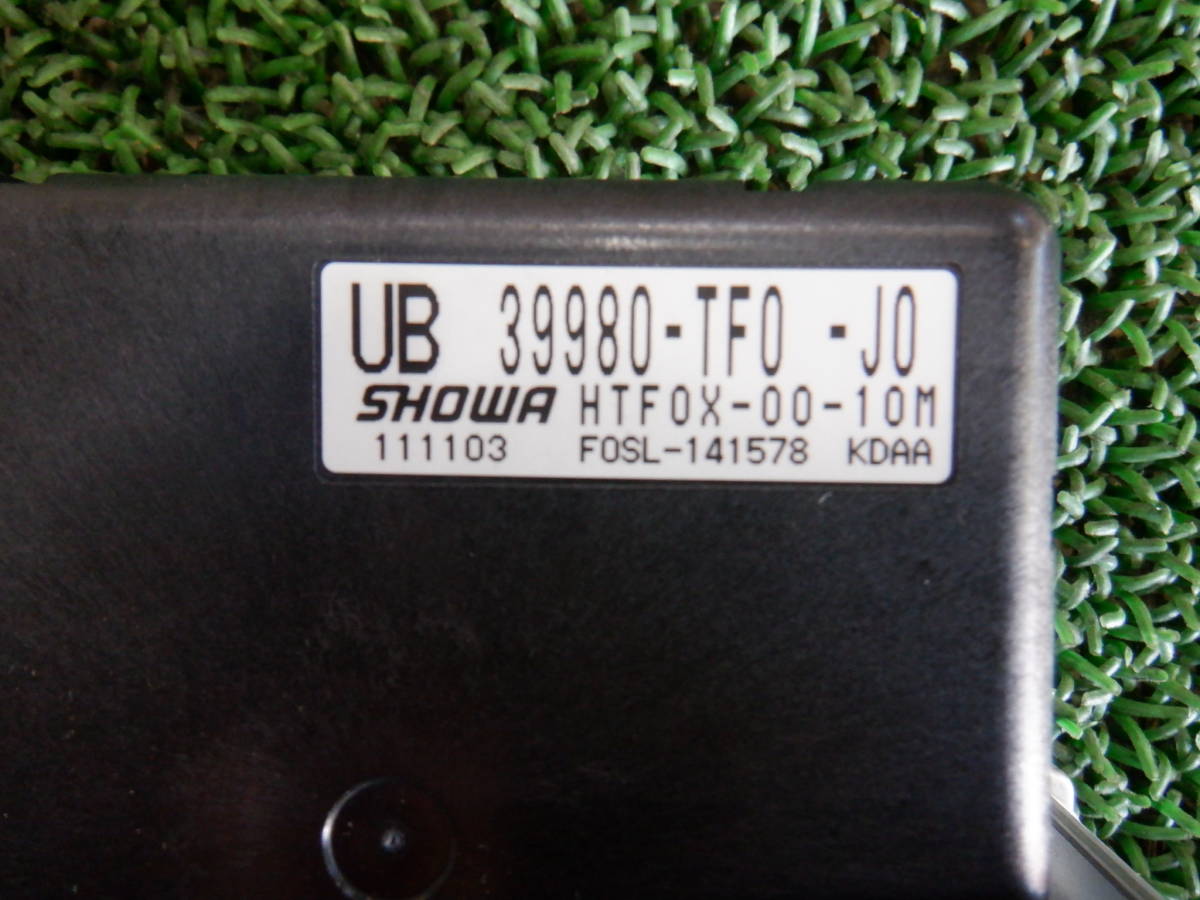 UB 39980-TF0 -J0
SHOWA HTF0X-00-10M
111103 F0SL-141578 KDAA